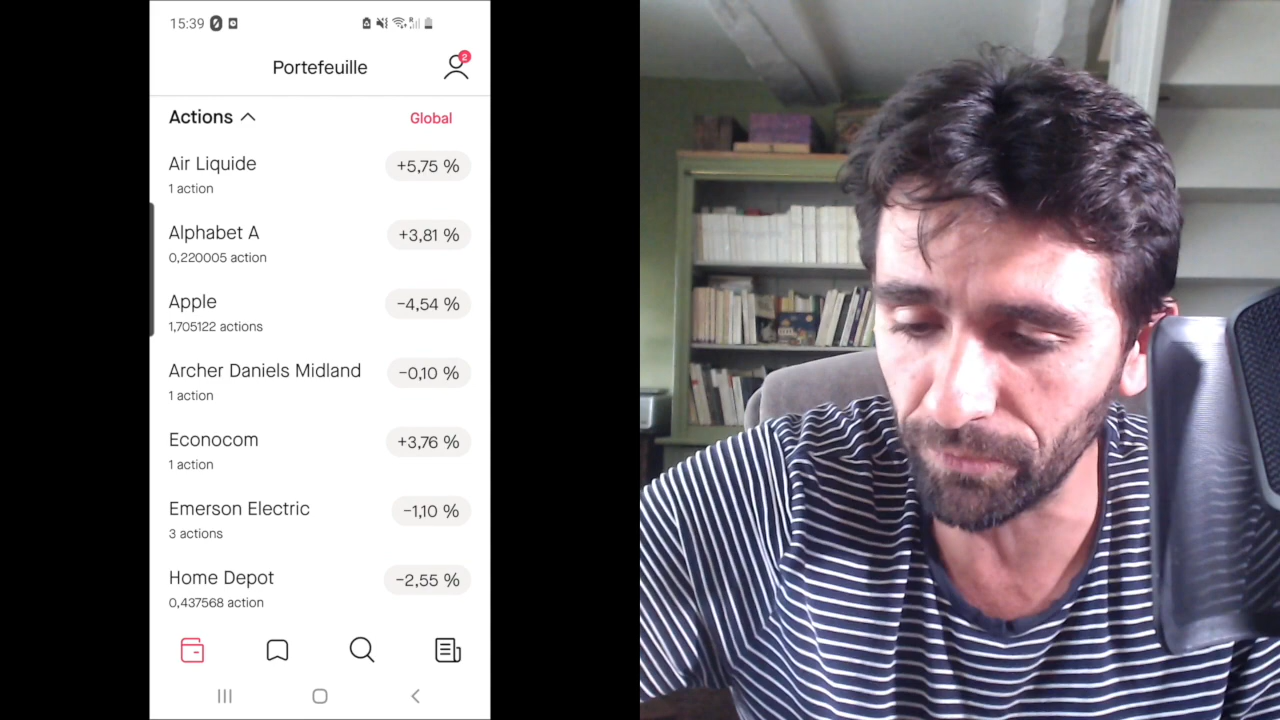 15:39
2
Portefeuille
Actions
Global
Air Liquide
+5,75 %
1 action
Alphabet A
+3,81 %
0,220005 action
Apple
−4,54 %
1,705122 actions
Archer Daniels Midland
−0,10 %
1 action
Econocom
+3,76 %
1 action
Emerson Electric
−1,10 %
3 actions
Home Depot
−2,55 %
0,437568 action